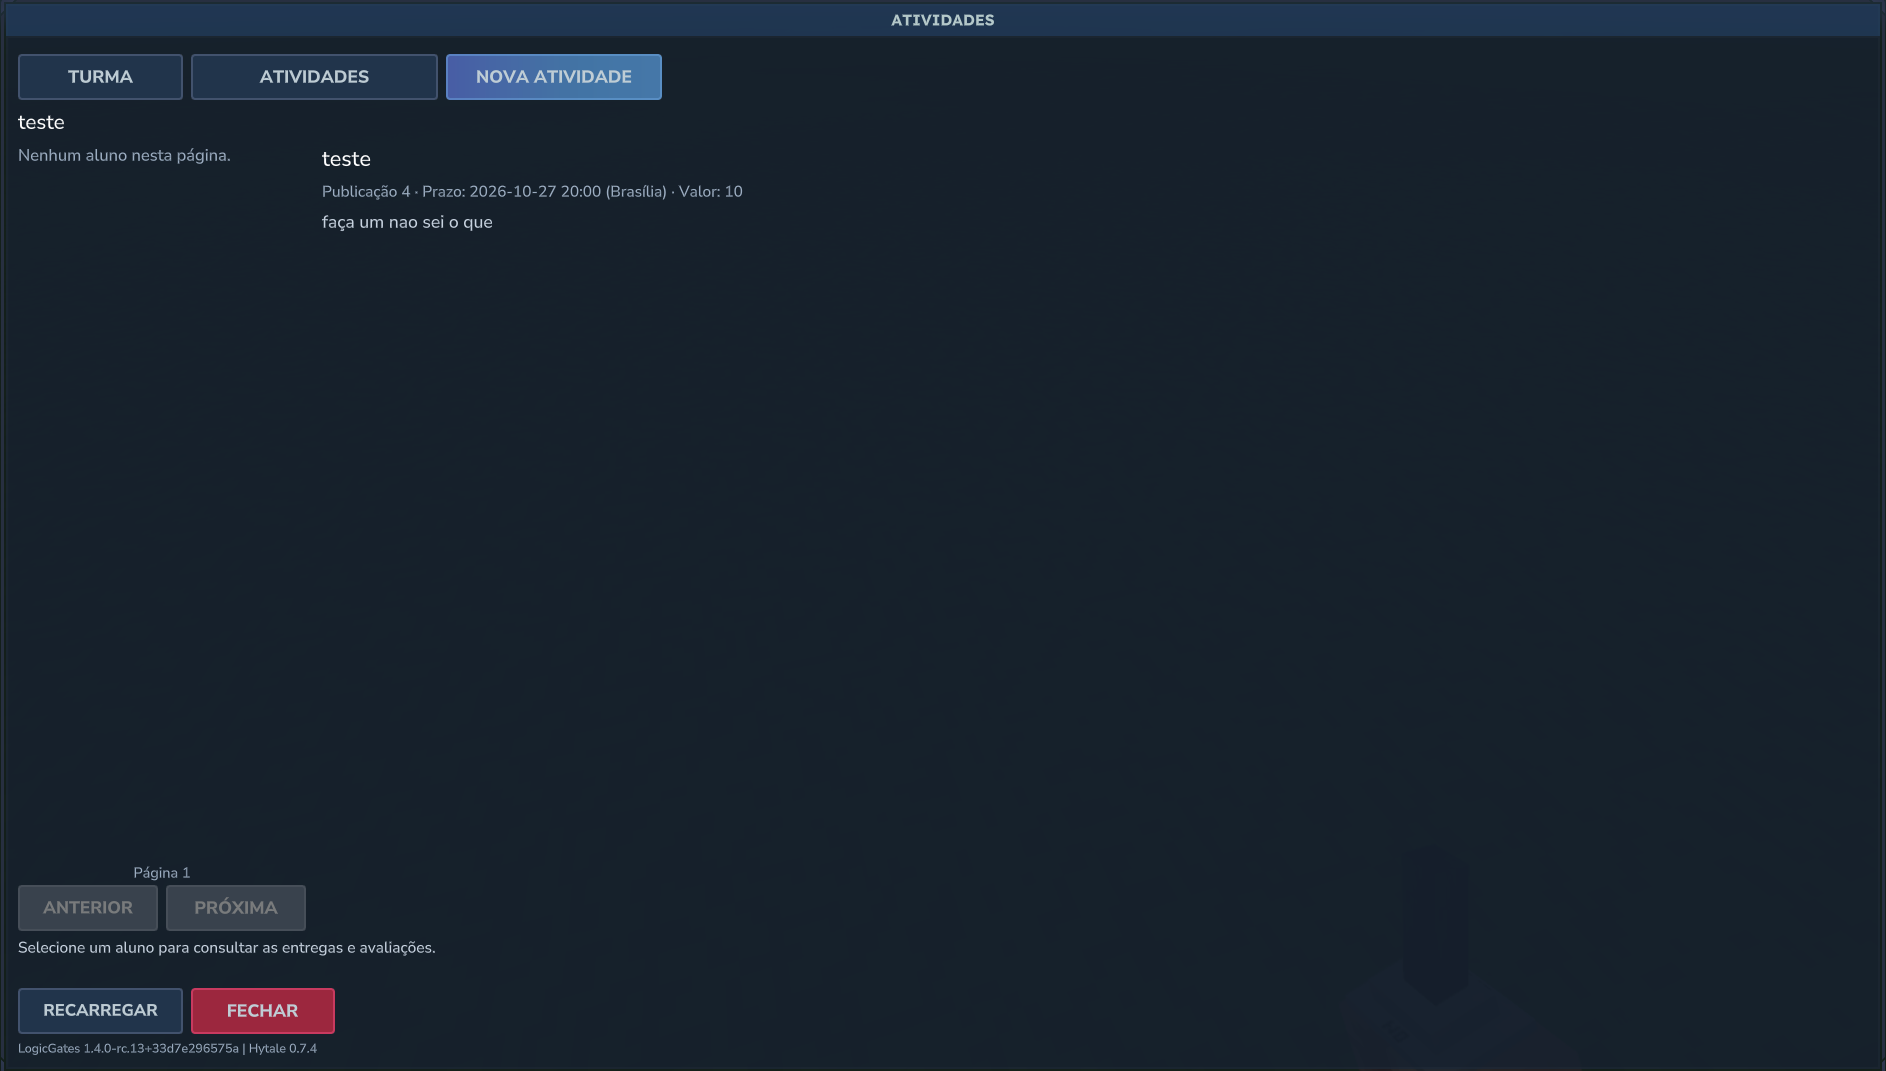 ATIVIDADES
TURMA
ATIVIDADES
NOVA ATIVIDADE
teste
Nenhum aluno nesta página.
teste
Publicação 4 · Prazo: 2026-10-27 20:00 (Brasília) · Valor: 10
faça um nao sei o que
Página 1
ANTERIOR
PRÓXIMA
Selecione um aluno para consultar as entregas e avaliações.
RECARREGAR
FECHAR
LogicGates 1.4.0-rc.13+33d7e296575a | Hytale 0.7.4